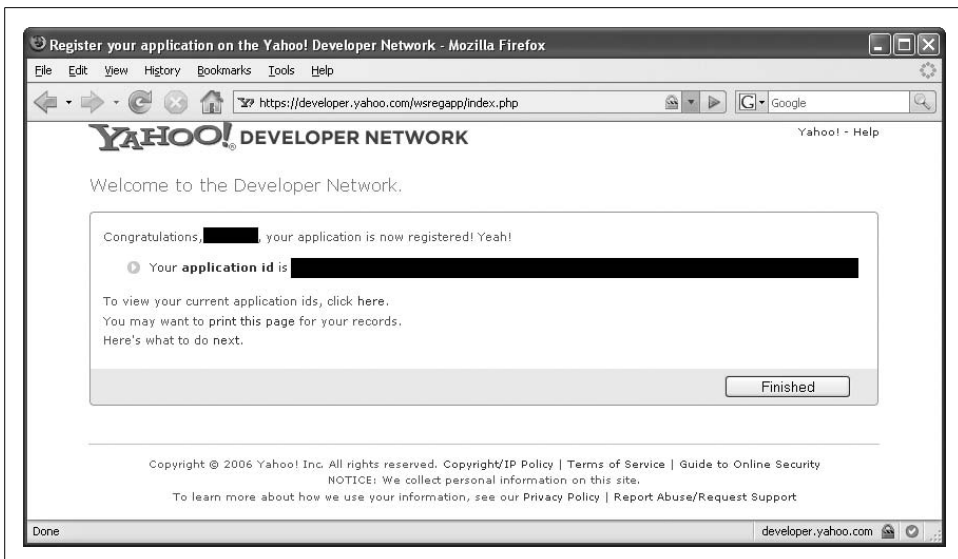 Register your application on the Yahoo! Developer Network - Mozilla Firefox
File Edit View History Bookmarks Tools Help
https://developer.yahoo.com/wsregapp/index.php
G Google
YAHOO! DEVELOPER NETWORK
Yahoo! - Help
Welcome to the Developer Network.
Congratulations, , your application is now registered! Yeah!
Your application id is
To view your current application ids, click here.
You may want to print this page for your records.
Here's what to do next.
Finished
Copyright © 2006 Yahoo! Inc. All rights reserved. Copyright/IP Policy | Terms of Service | Guide to Online Security
NOTICE: We collect personal information on this site.
To learn more about how we use your information, see our Privacy Policy | Report Abuse/Request Support
Done
developer.yahoo.com